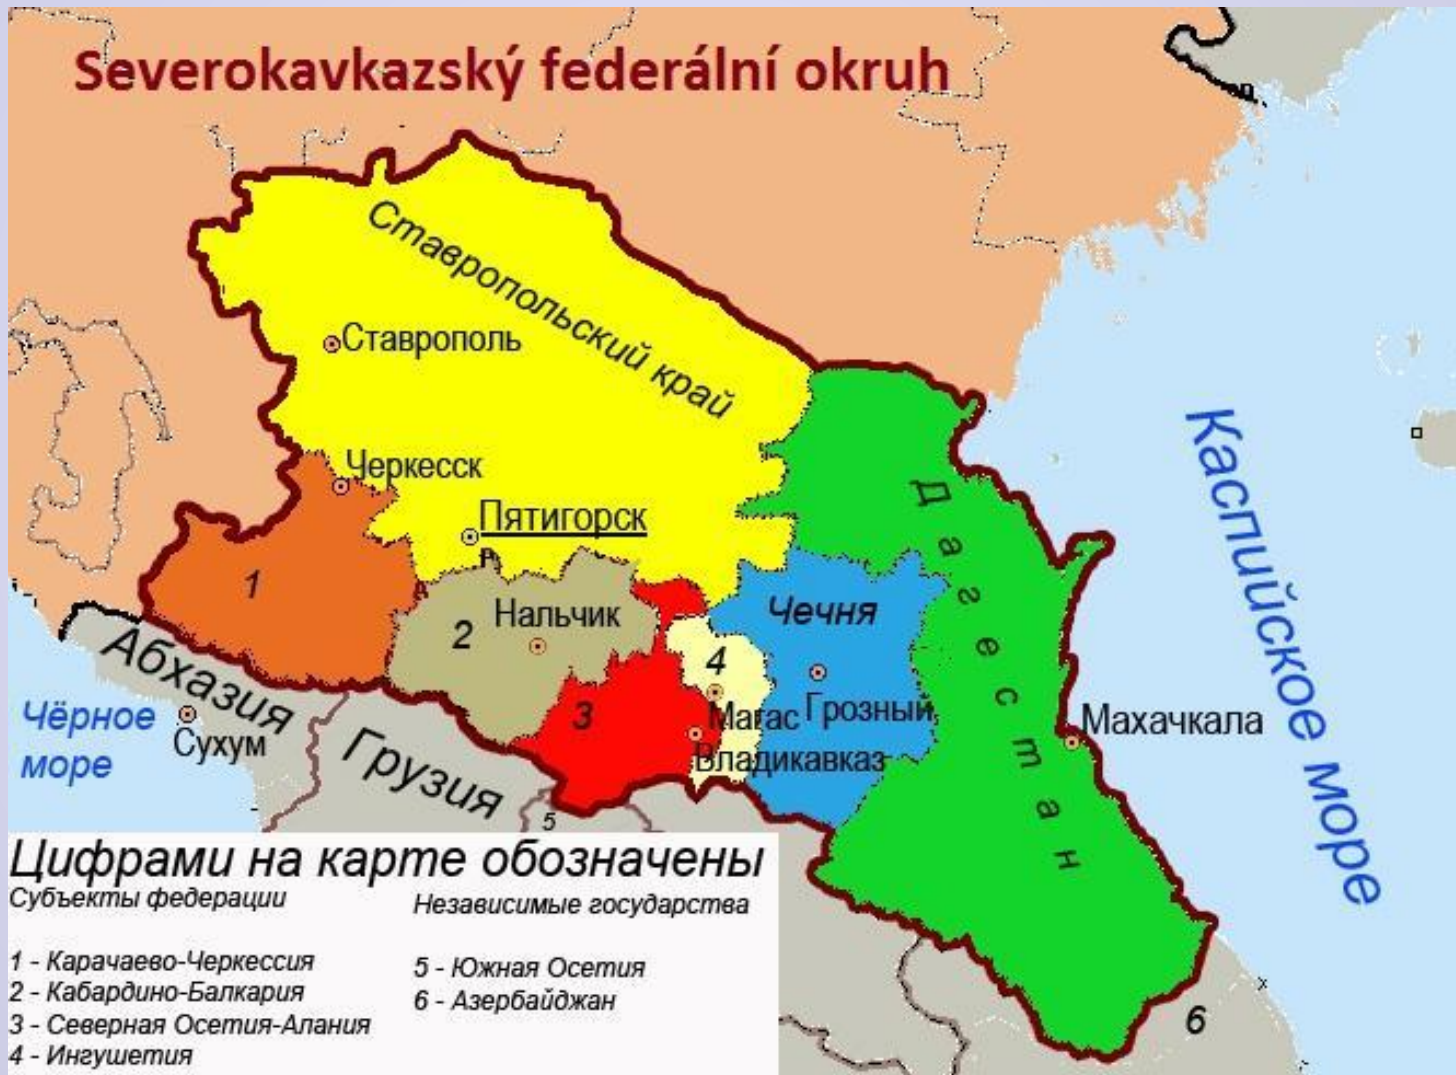 Severokavkazský federální okruh
Ставропольский край
Ставрополь
Черкесск
Пятигорск
Дагестан
1
2
Нальчик
Чечня
3
4
Магас
Грозный
Владикавказ
Махачкала
Каспийское море
Абхазия
Чёрное
море
Сухум
Грузия
5
6
Цифрами на карте обозначены
Субъекты федерации
1 - Карачаево-Черкессия
2 - Кабардино-Балкария
3 - Северная Осетия-Алания
4 - Ингушетия
Независимые государства
5 - Южная Осетия
6 - Азербайджан